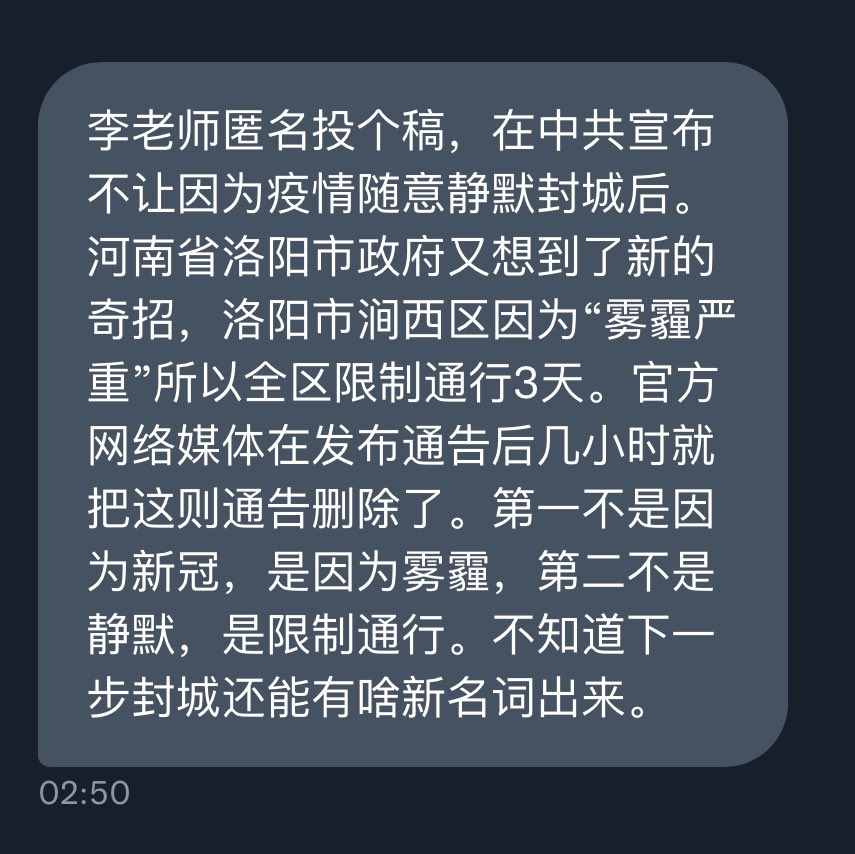 李老师匿名投个稿，在中共宣布
不让因为疫情随意静默封城后。
河南省洛阳市政府又想到了新的
奇招，洛阳市涧西区因为“雾霾严
重”所以全区限制通行3天。官方
网络媒体在发布通告后几小时就
把这则通告删除了。第一不是因
为新冠，是因为雾霾，第二不是
静默，是限制通行。不知道下一
步封城还能有啥新名词出来。
02:50